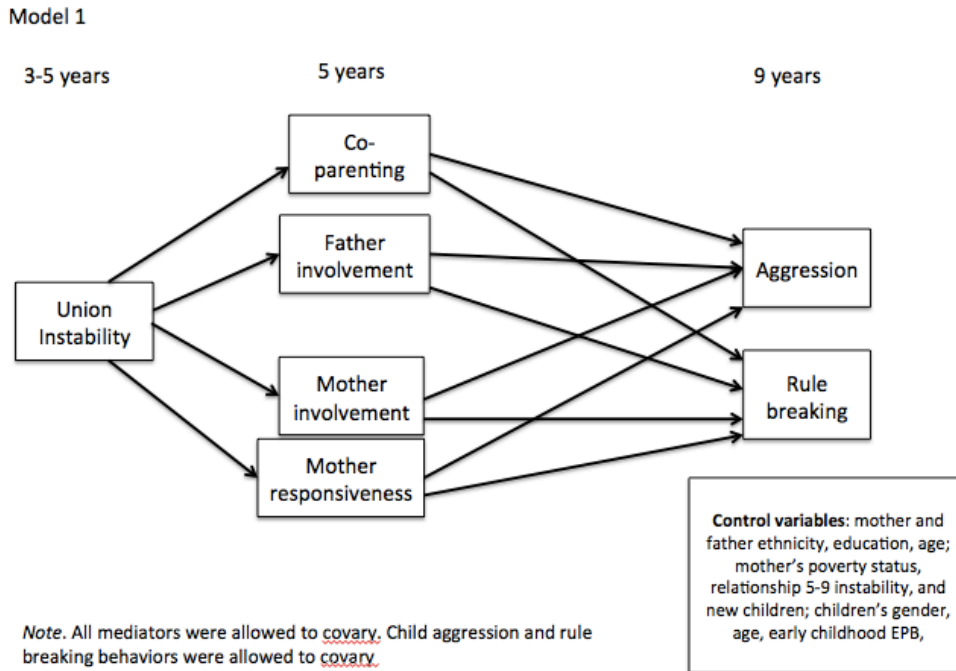 Model 1
3-5 years
5 years
9 years
Co-
parenting
Father
involvement
Aggression
Union
Instability
Mother
involvement
Rule
breaking
Mother
responsiveness
Control variables: mother and
father ethnicity, education, age;
mother's poverty status,
relationship 5-9 instability, and
new children; children's gender,
age, early childhood EPB,
Note. All mediators were allowed to covary. Child aggression and rule
breaking behaviors were allowed to covary